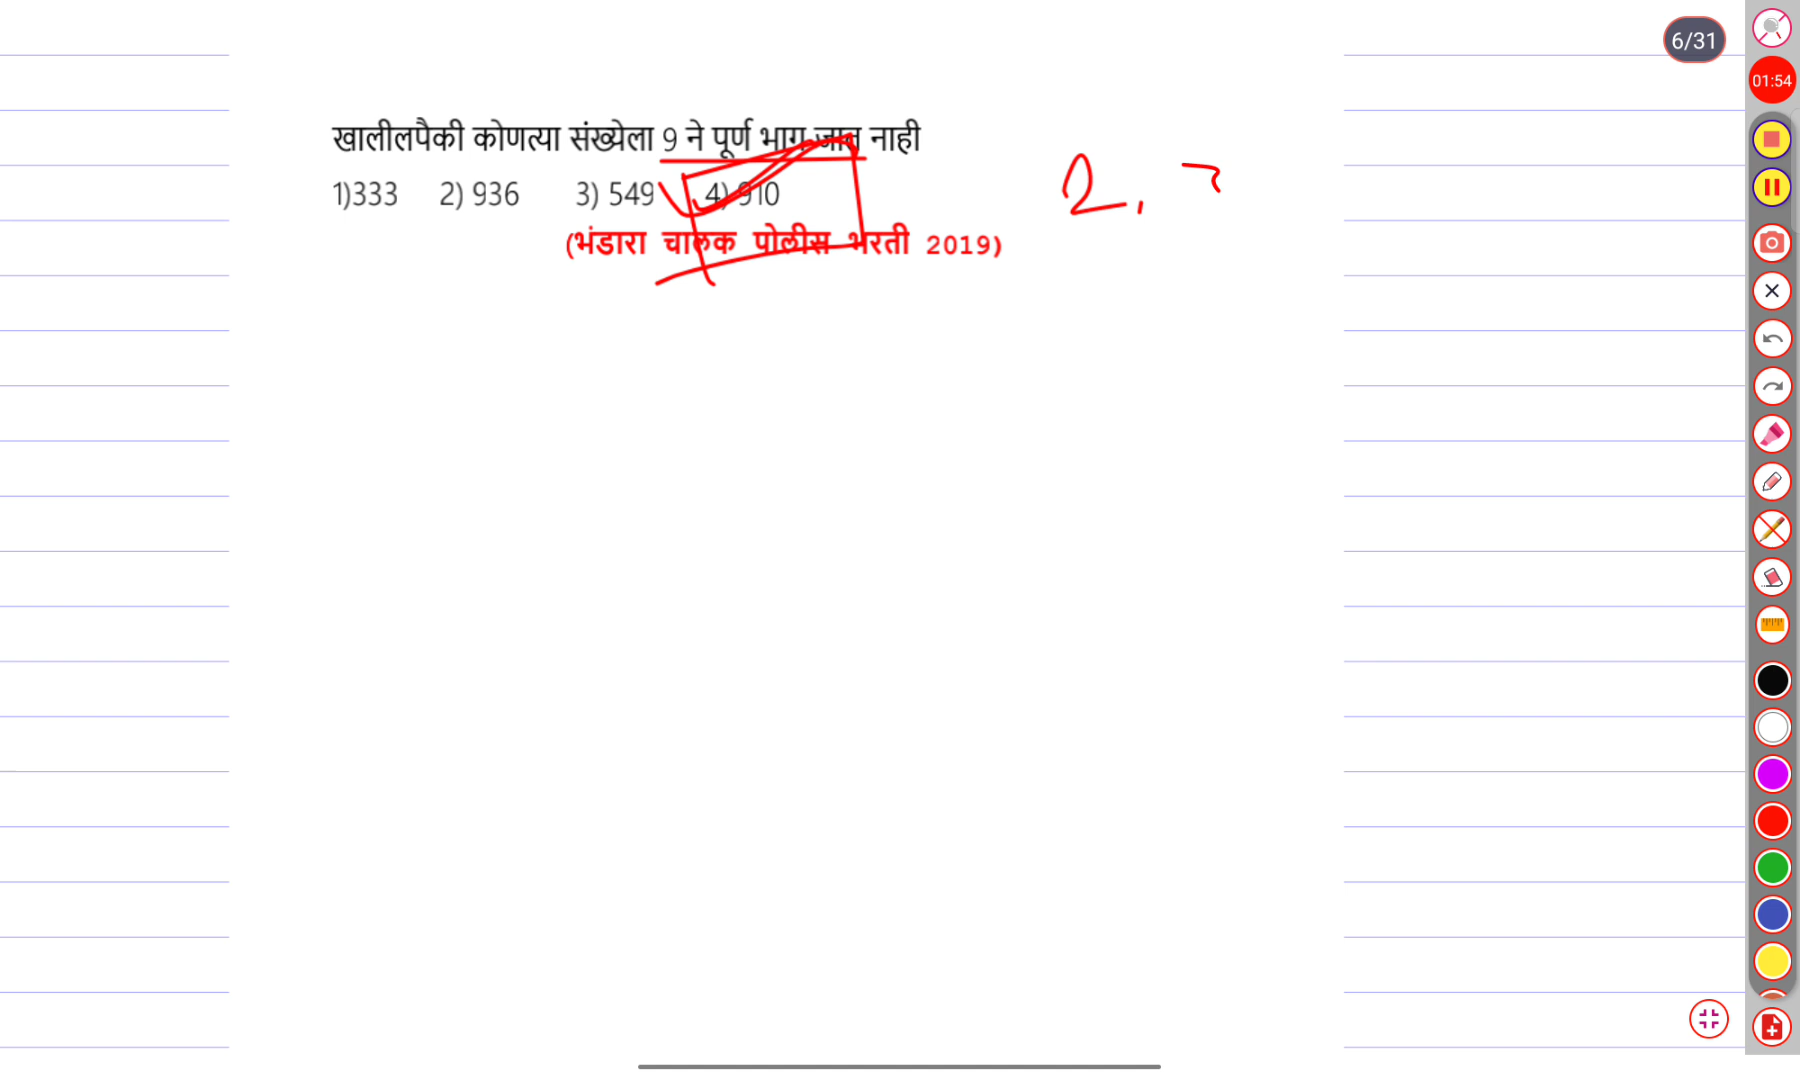 6/31
01:54
खालीलपैकी कोणत्या संख्येला 9 ने पूर्ण भाग जात नाही
1)333 2) 936 3) 549 4) 910
2,
(भंडारा चालक पोलीस भरती 2019)